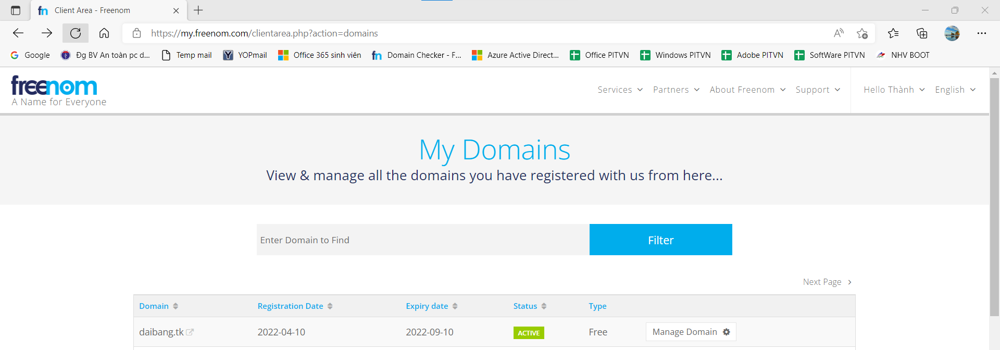 Client Area - Freenom
https://my.freenom.com/clientarea.php?action=domains
Google Đg BV An toàn pc d... Temp mail YOPmail Office 365 sinh viên Domain Checker - F... Azure Active Direct... Office PITVN Windows PITVN Adobe PITVN SoftWare PITVN NHV BOOT
freenom
A Name for Everyone
Services Partners About Freenom Support Hello Thành English
My Domains
View & manage all the domains you have registered with us from here...
Enter Domain to Find Filter
Next Page
Domain Registration Date Expiry date Status Type
daibang.tk 2022-04-10 2022-09-10 ACTIVE Free Manage Domain